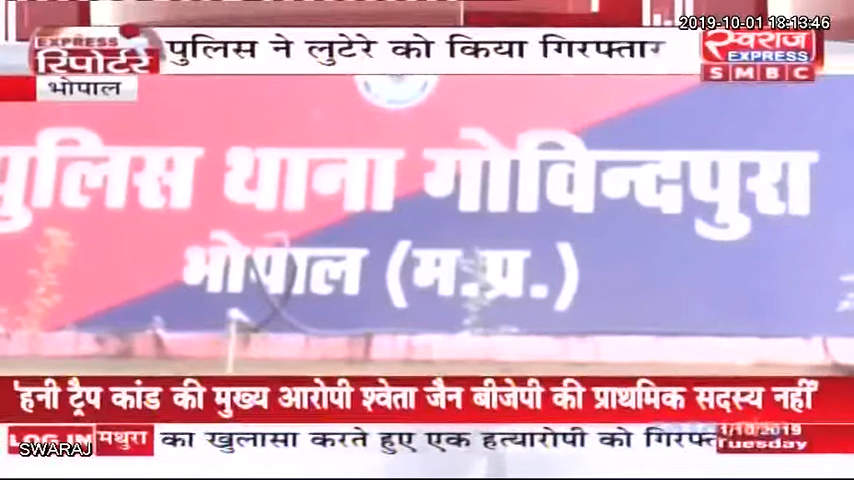 2019-10-01 18:13:46
EXPRESS
रिपोर्टर
पुलिस ने लुटेरे को किया गिरफ्तार
स्वराज
EXPRESS
SMBC
भोपाल
पुलिस थाना गोविन्दपुरा
भोपाल (म.प्र.)
'हनी ट्रैप कांड की मुख्य आरोपी श्वेता जैन बीजेपी की प्राथमिक सदस्य नहीं'
LOG IN मथुरा का खुलासा करते हुए एक हत्यारोपी को गिरफ्त
1/10/2019
Tuesday
SWARAJ